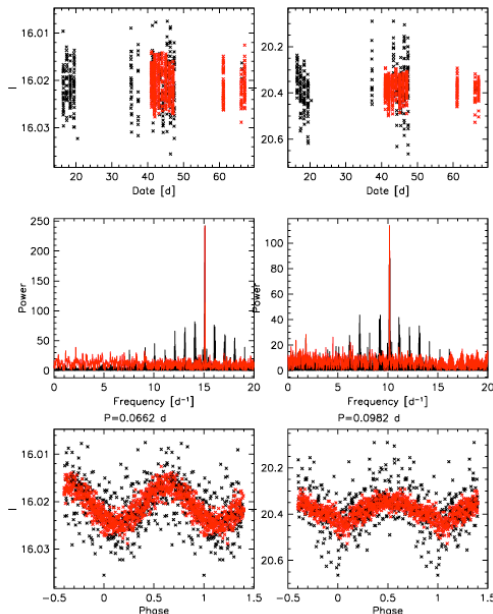 16.01
16.02
16.03
I
20 30 40 50 60
Date [d]
20.2
20.4
20.6
20 30 40 50 60
Date [d]
250
200
150
100
50
0
Power
0 5 10 15 20
Frequency [d⁻¹]
P=0.0662 d
100
80
60
40
20
0
Power
0 5 10 15 20
Frequency [d⁻¹]
P=0.0982 d
16.01
16.02
16.03
I
-0.5 0 0.5 1 1.5
Phase
20.2
20.4
20.6
-0.5 0 0.5 1 1.5
Phase